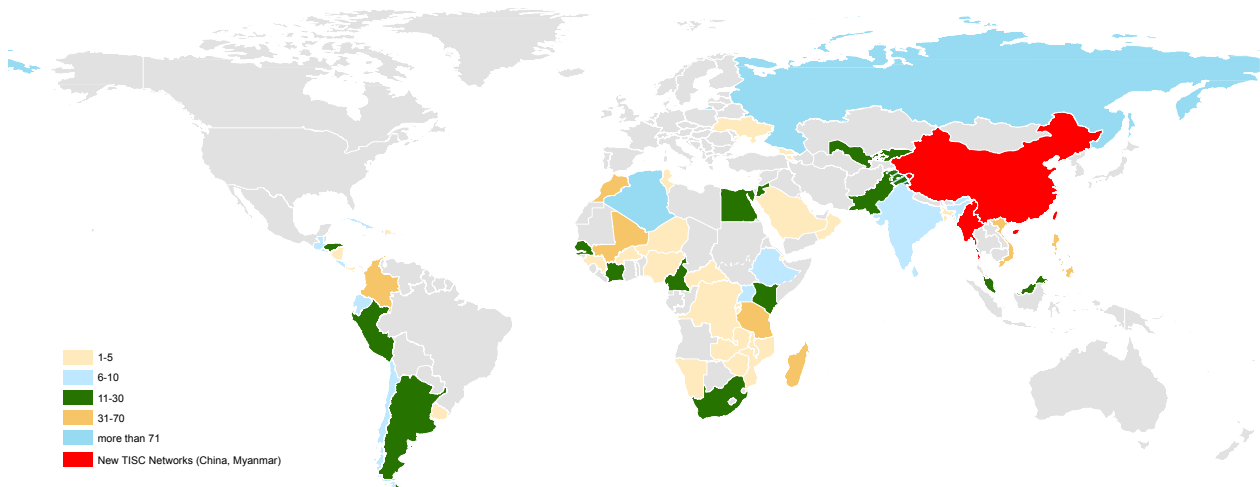 1-5
6-10
11-30
31-70
more than 71
New TISC Networks (China, Myanmar)